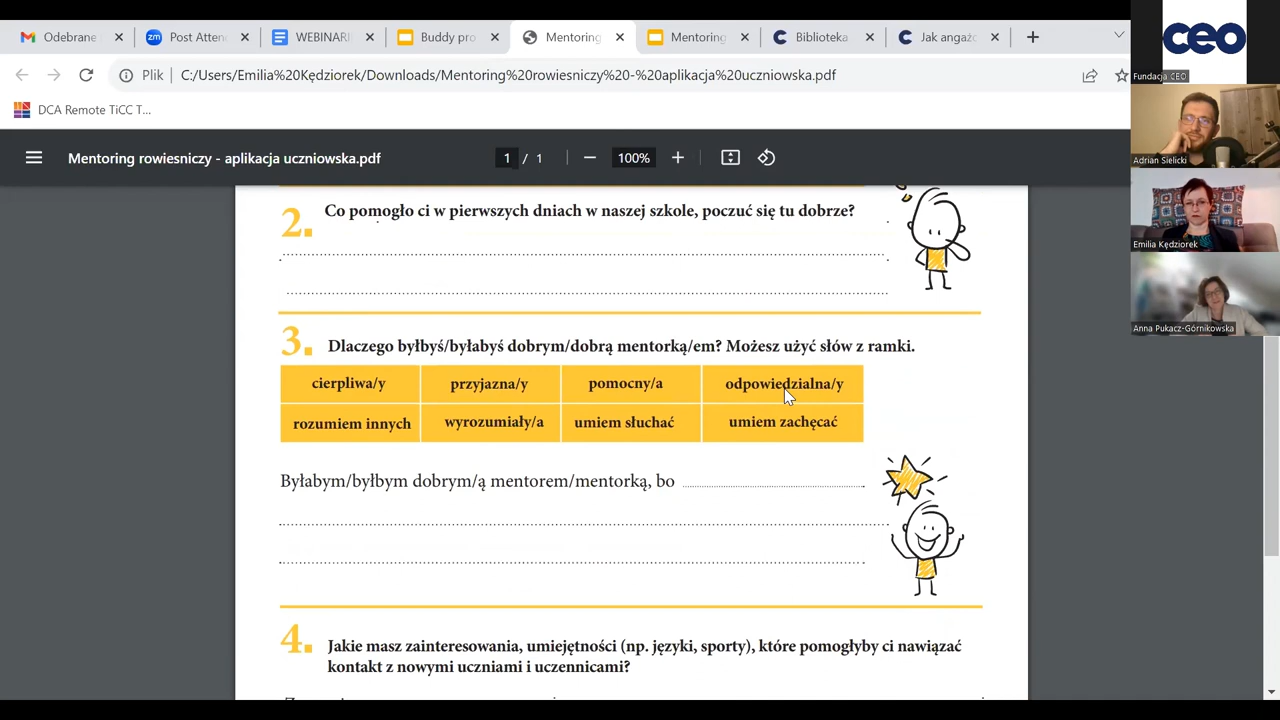 Odebrane
Post Atten
WEBINARI
Buddy pro
Mentoring
Mentoring
Biblioteka
Jak angażo
Plik
C:/Users/Emilia%20Kędziorek/Downloads/Mentoring%20rowiesniczy%20-%20aplikacja%20uczniowska.pdf
DCA Remote TiCC T...
Mentoring rowiesniczy - aplikacja uczniowska.pdf
1 / 1
100%
2. Co pomogło ci w pierwszych dniach w naszej szkole, poczuć się tu dobrze?
3. Dlaczego byłbyś/byłabyś dobrym/dobrą mentorką/em? Możesz użyć słów z ramki.
cierpliwa/y przyjazna/y pomocny/a odpowiedzialna/y
rozumiem innych wyrozumiały/a umiem słuchać umiem zachęcać
Byłabym/byłbym dobrym/ą mentorem/mentorką, bo
4. Jakie masz zainteresowania, umiejętności (np. języki, sporty), które pomogłyby ci nawiązać
kontakt z nowymi uczniami i uczennicami?
ceo
Fundacja CEO
Adrian Sielicki
Emilia Kędziorek
Anna Pukacz-Górnikowska